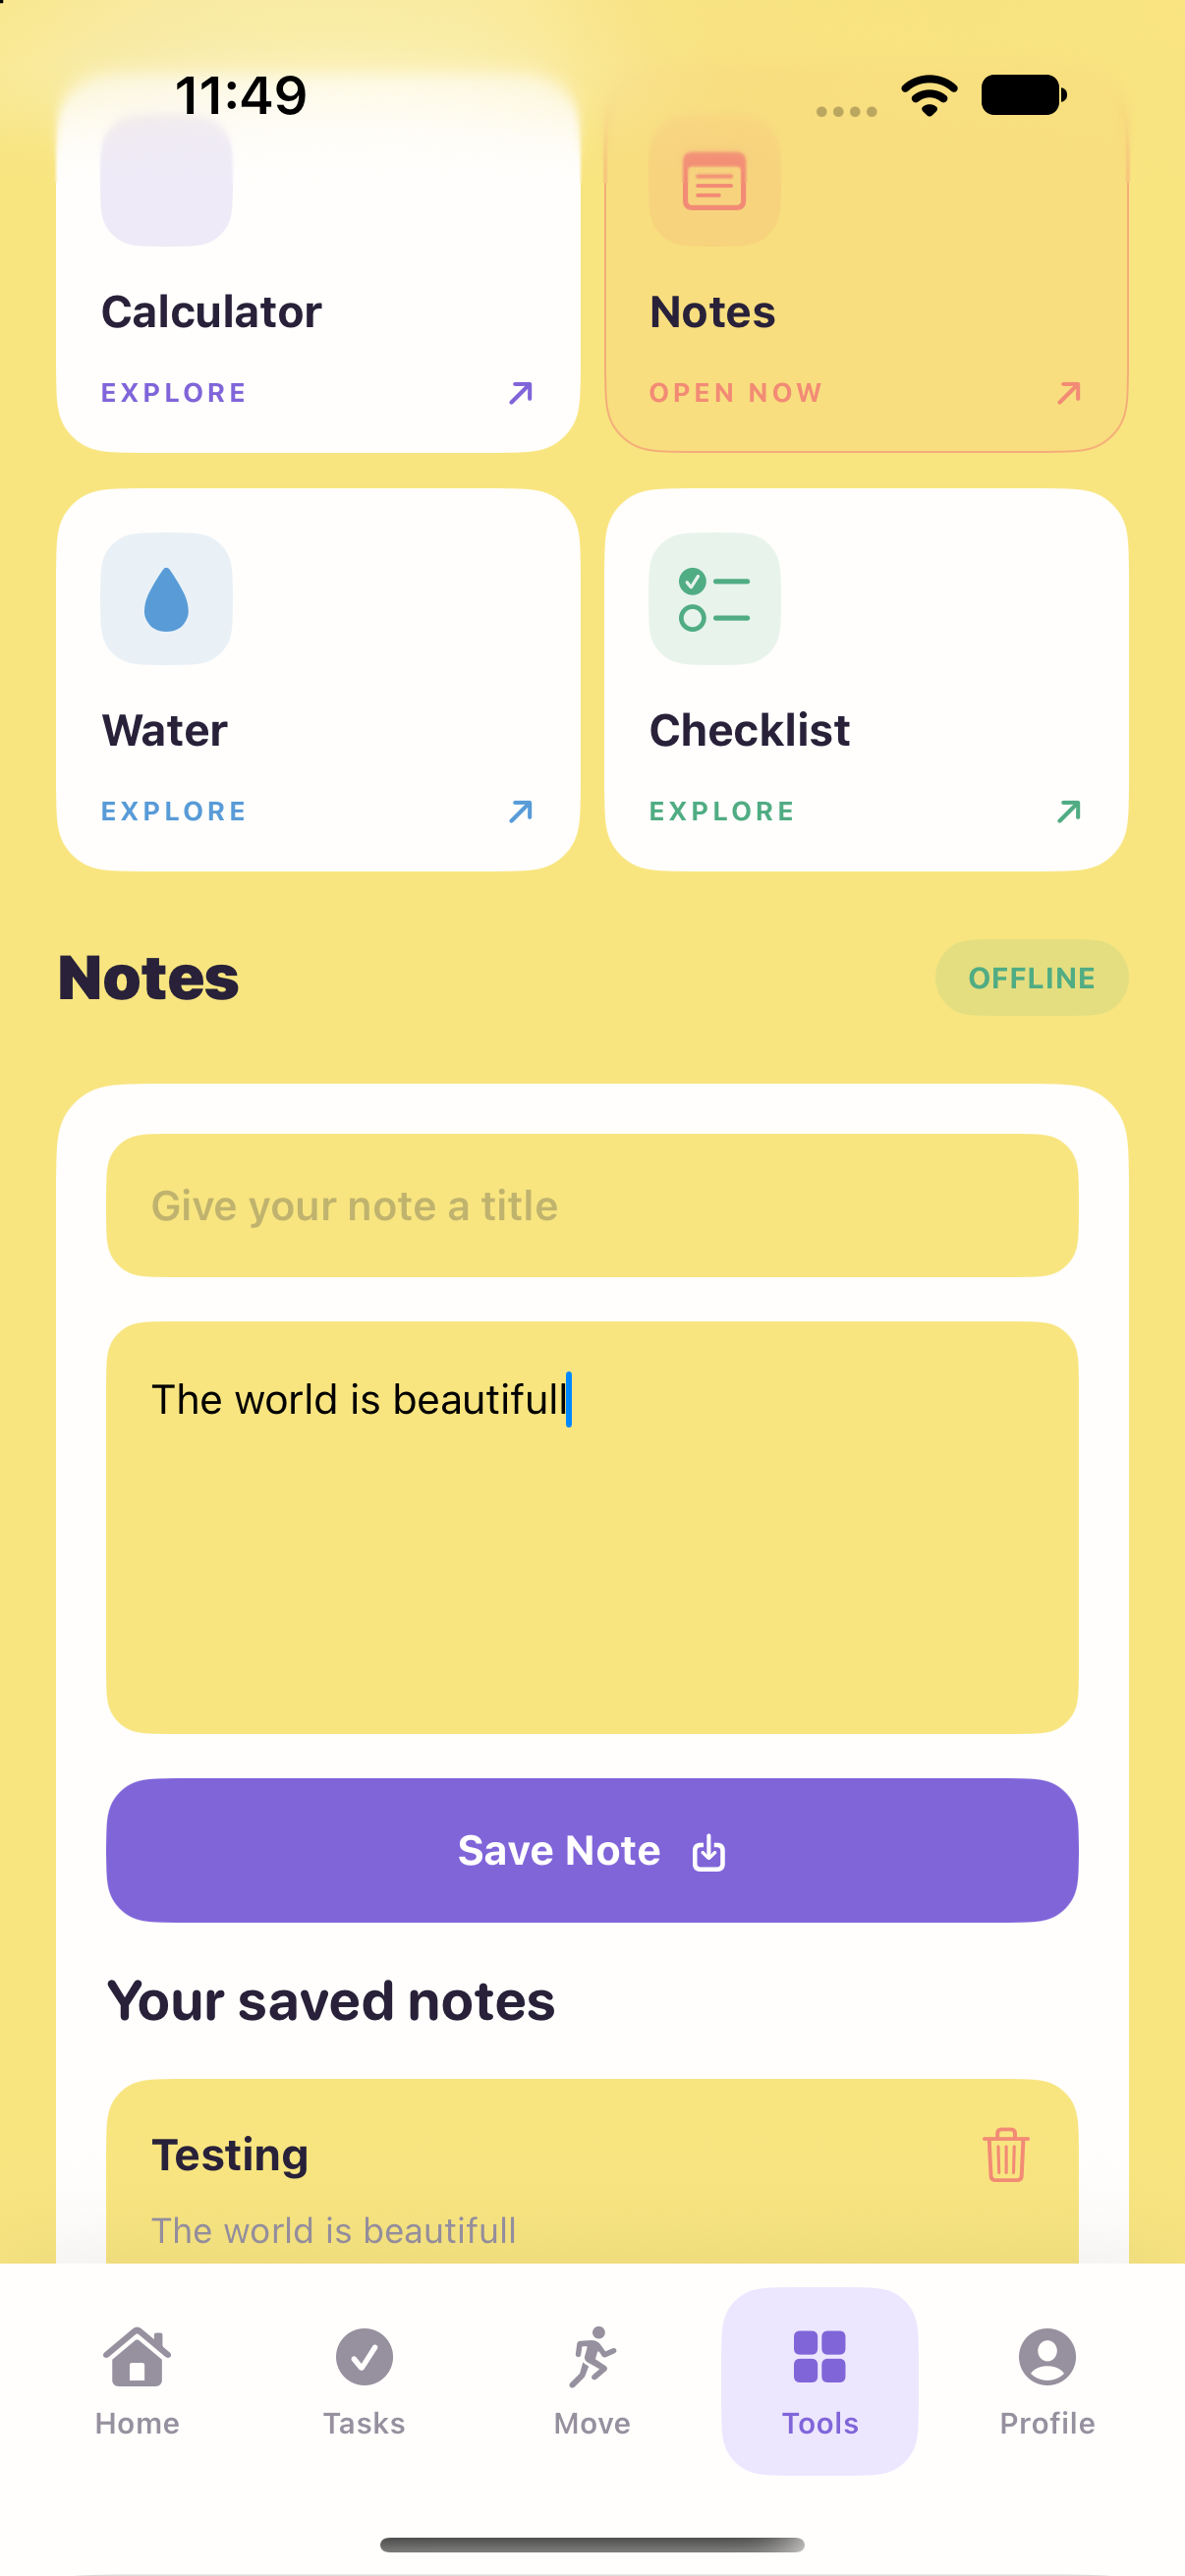 11:49
Calculator
EXPLORE
Notes
OPEN NOW
Water
EXPLORE
Checklist
EXPLORE
Notes
OFFLINE
Give your note a title
The world is beautifull
Save Note
Your saved notes
Testing
The world is beautifull
Home
Tasks
Move
Tools
Profile